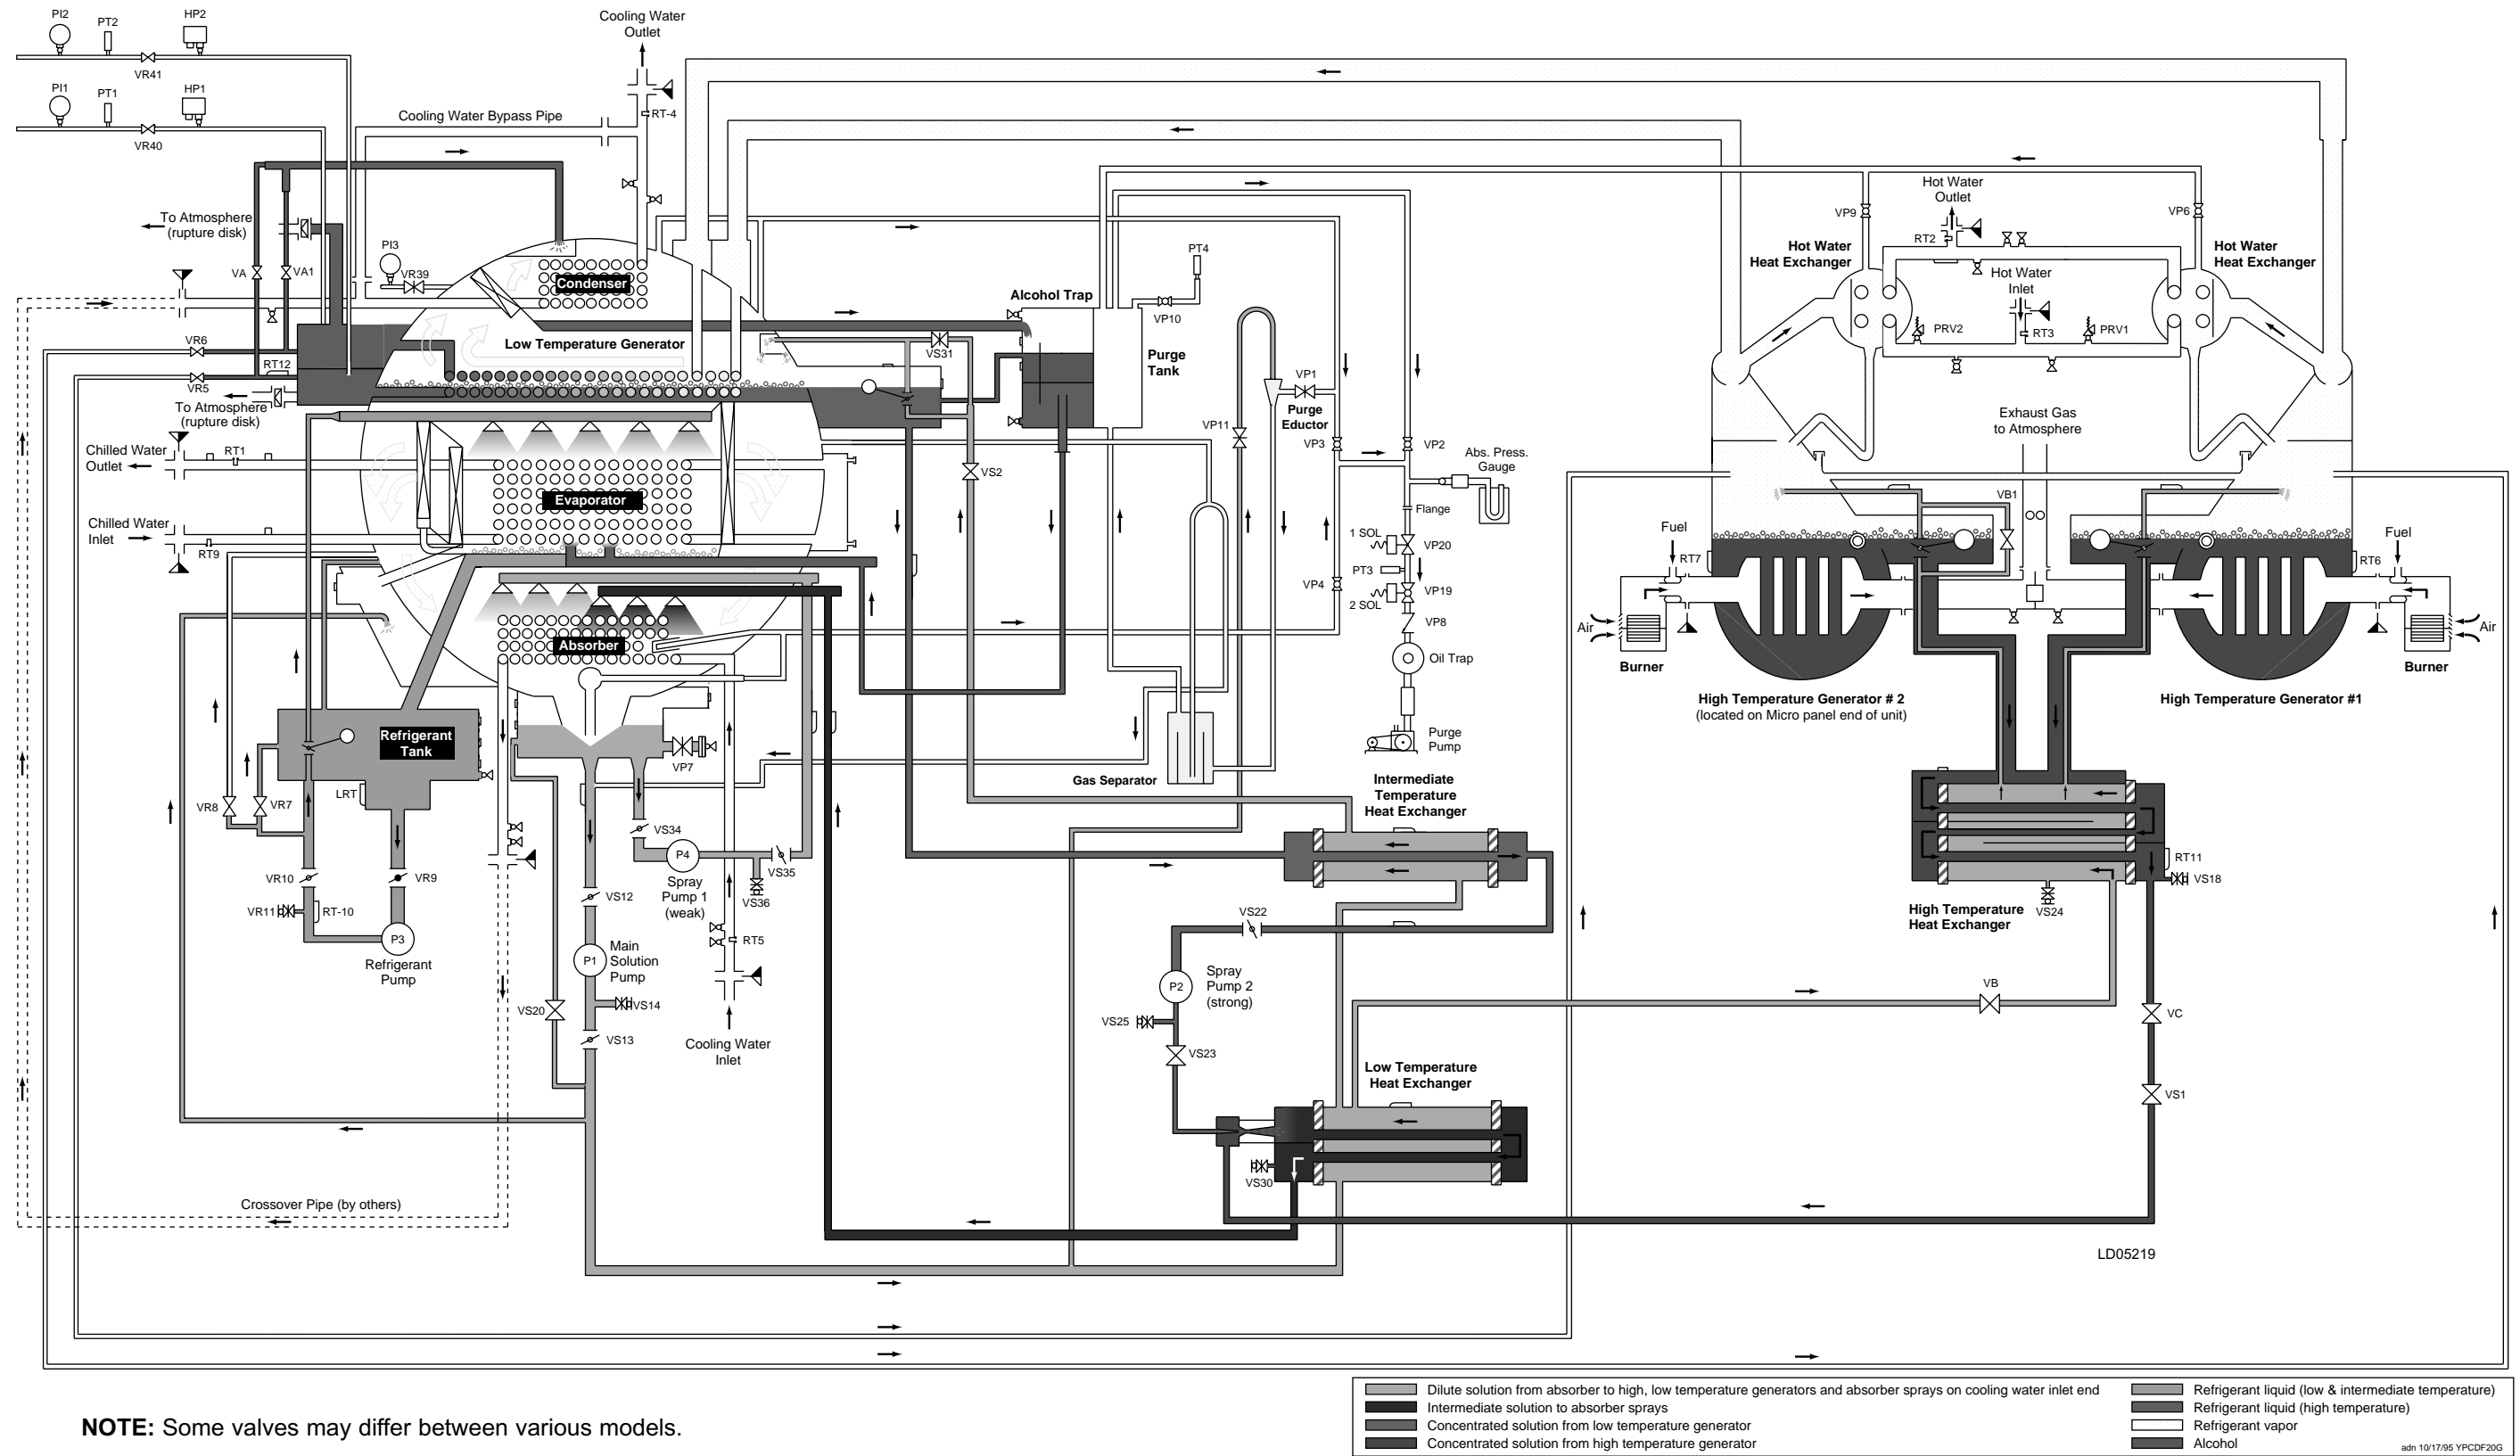 PI2
PT2
HP2
VR41
PI1
PT1
HP1
VR40
Cooling Water
Outlet
RT-4
Cooling Water Bypass Pipe
To Atmosphere
(rupture disk)
VA
VA1
PI3
VR39
Condenser
Low Temperature Generator
VR6
RT12
VR5
To Atmosphere
(rupture disk)
Chilled Water
Outlet
RT1
Chilled Water
Inlet
RT9
Evaporator
Absorber
Alcohol Trap
VS31
VS2
Purge
Tank
PT4
VP10
VP1
Purge
Eductor
VP11
VP3
VP2
Abs. Press.
Gauge
Flange
1 SOL
VP20
PT3
VP19
2 SOL
VP4
VP8
Oil Trap
Purge
Pump
Gas Separator
Refrigerant
Tank
LRT
VR8
VR7
VR10
VR9
VR11
RT-10
P3
Refrigerant
Pump
VP7
VS34
P4
VS35
Spray
Pump 1
(weak)
VS36
VS12
P1
Main
Solution
Pump
VS14
VS20
VS13
RT5
Cooling Water
Inlet
Crossover Pipe (by others)
Intermediate
Temperature
Heat Exchanger
VS22
P2
Spray
Pump 2
(strong)
VS25
VS23
Low Temperature
Heat Exchanger
VS30
VP9
VP6
Hot Water
Outlet
RT2
Hot Water
Heat Exchanger
Hot Water
Heat Exchanger
Hot Water
Inlet
PRV2
RT3
PRV1
Exhaust Gas
to Atmosphere
VB1
Fuel
RT7
Air
Burner
Fuel
RT6
Air
Burner
High Temperature Generator # 2
(located on Micro panel end of unit)
High Temperature Generator #1
RT11
VS18
VS24
High Temperature
Heat Exchanger
VB
VC
VS1
LD05219
NOTE: Some valves may differ between various models.
Dilute solution from absorber to high, low temperature generators and absorber sprays on cooling water inlet end
Intermediate solution to absorber sprays
Concentrated solution from low temperature generator
Concentrated solution from high temperature generator
Refrigerant liquid (low & intermediate temperature)
Refrigerant liquid (high temperature)
Refrigerant vapor
Alcohol
adn 10/17/95 YPCDF20G